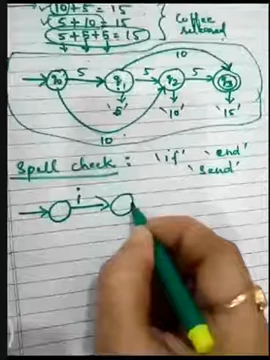 10+5 = 15
5+10 = 15
5+5+5 = 15
Coffee
released
10
q0 5 q1 5 q2 5 q3
'5' '10' '15'
10
Spell check : 'if' 'end'
'send'
i